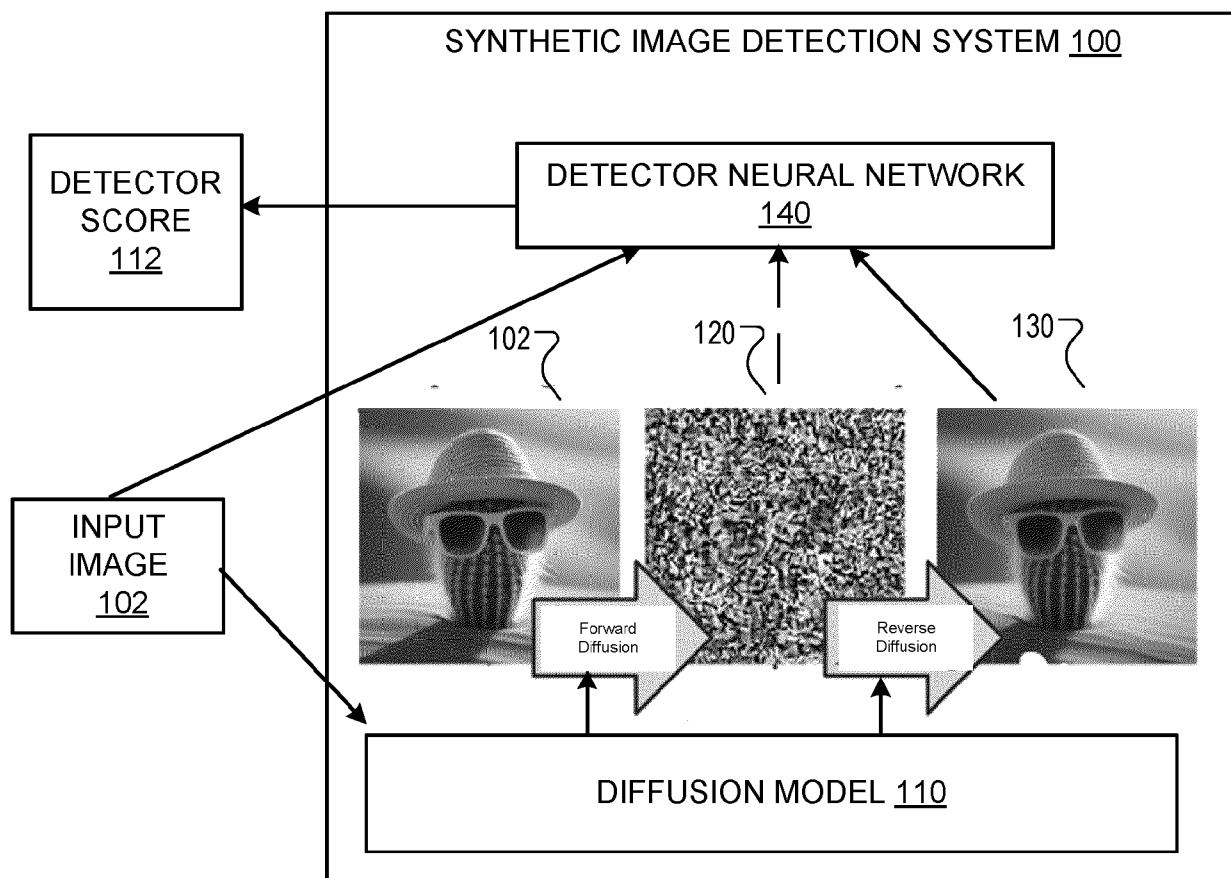 SYNTHETIC IMAGE DETECTION SYSTEM 100
DETECTOR
SCORE
112
DETECTOR NEURAL NETWORK
140
102
120
130
INPUT
IMAGE
102
Forward
Diffusion
Reverse
Diffusion
DIFFUSION MODEL 110